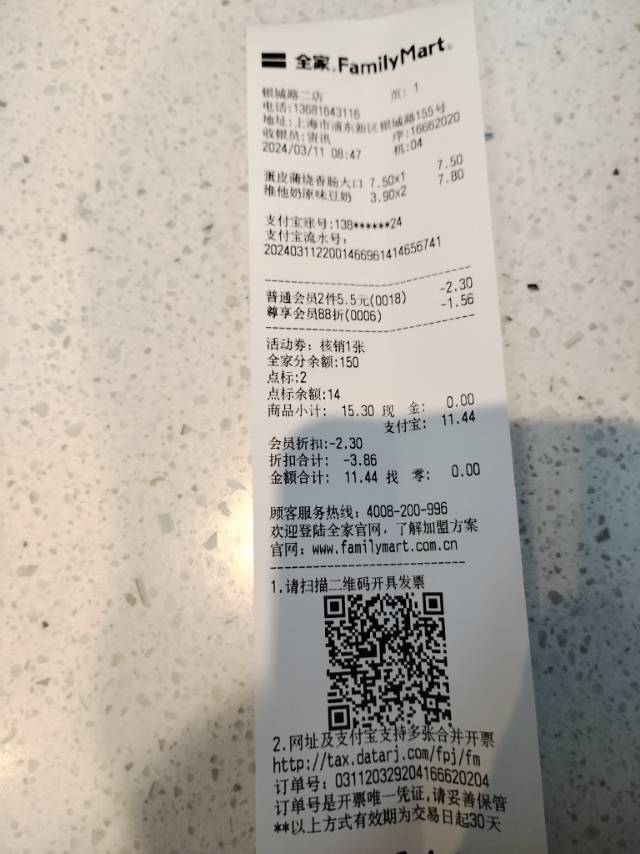 全家 FamilyMart
银城路二店 页: 1
电话:13681643116
地址:上海市浦东新区银城路155号
收银员:资讯 序:16662020
2024/03/11 08:47 机:04
蛋皮蒲烧香肠大口 7.50x1 7.50
维他奶原味豆奶 3.90x2 7.80
支付宝账号:138******24
支付宝流水号:
2024031122001466961414656741
普通会员2件5.5元(0018) -2.30
尊享会员88折(0006) -1.56
活动券: 核销1张
全家分余额:150
点标:2
点标余额:14
商品小计: 15.30 现 金: 0.00
支付宝: 11.44
会员折扣:-2.30
折扣合计: -3.86
金额合计: 11.44 找 零: 0.00
顾客服务热线: 4008-200-996
欢迎登陆全家官网，了解加盟方案
官网: www.familymart.com.cn
1.请扫描二维码开具发票
2.网址及支付宝支持多张合并开票
http://tax.datarj.com/fpj/fm
订单号: 031120329204166620204
订单号是开票唯一凭证,请妥善保管
**以上方式有效期为交易日起30天